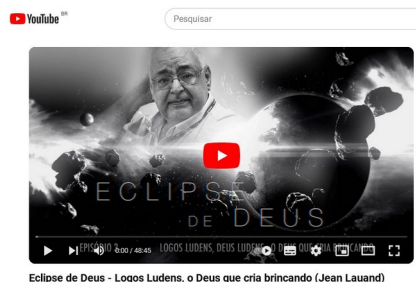 YouTube BR
Pesquisar
ECLIPSE
DE DEUS
EPISÓDIO
0:00 / 48:45
LOGOS LUDENS, DEUS LUDENS, O DEUS QUE CRIA BRINCANDO
Eclipse de Deus - Logos Ludens, o Deus que cria brincando (Jean Lauand)